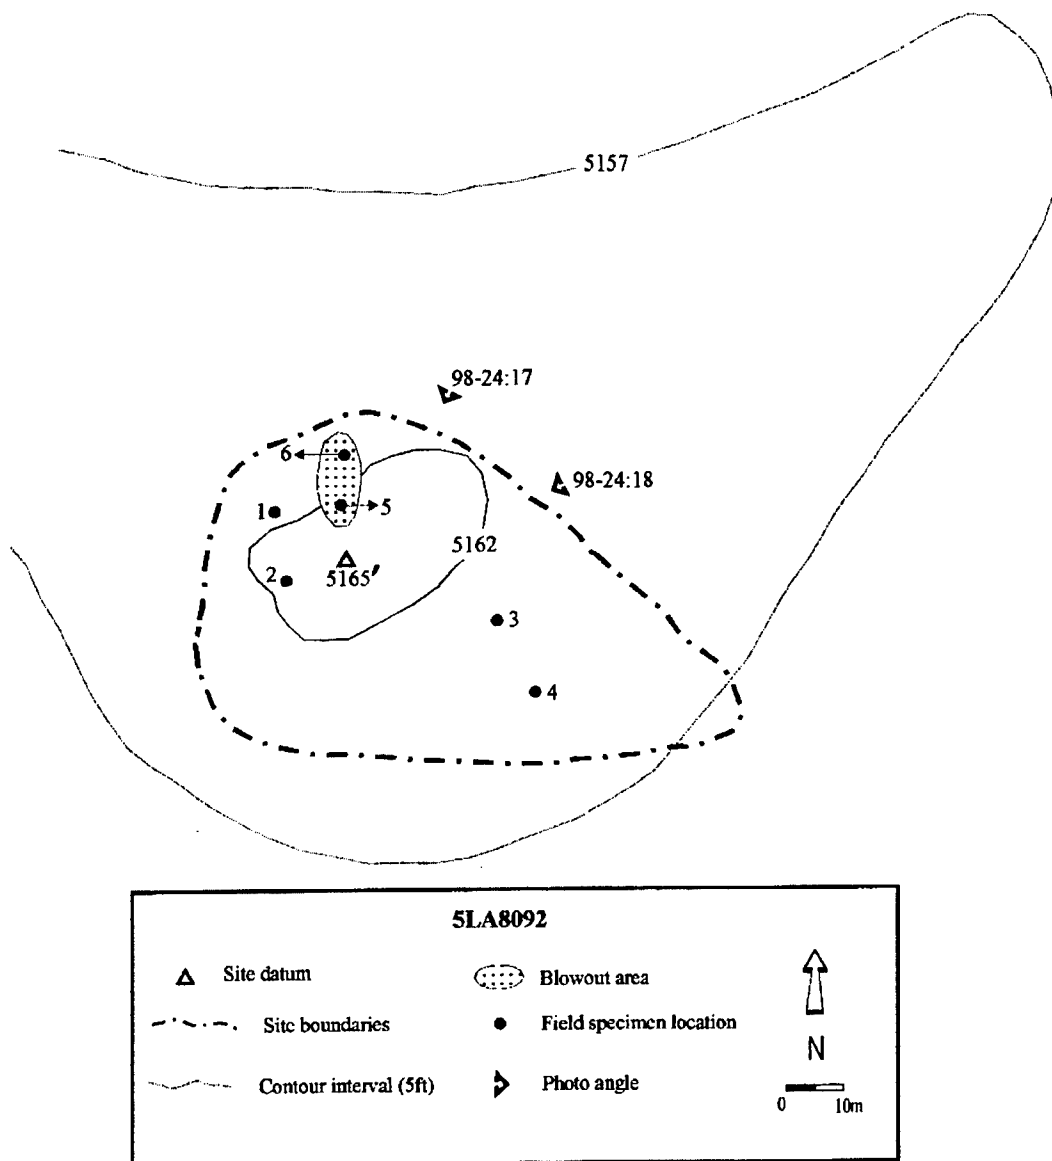 5157
98-24:17
6
98-24:18
1
5
5162
5165'
2
3
4
5LA8092
Site datum
Blowout area
Site boundaries
Field specimen location
N
Contour interval (5ft)
Photo angle
0 10m